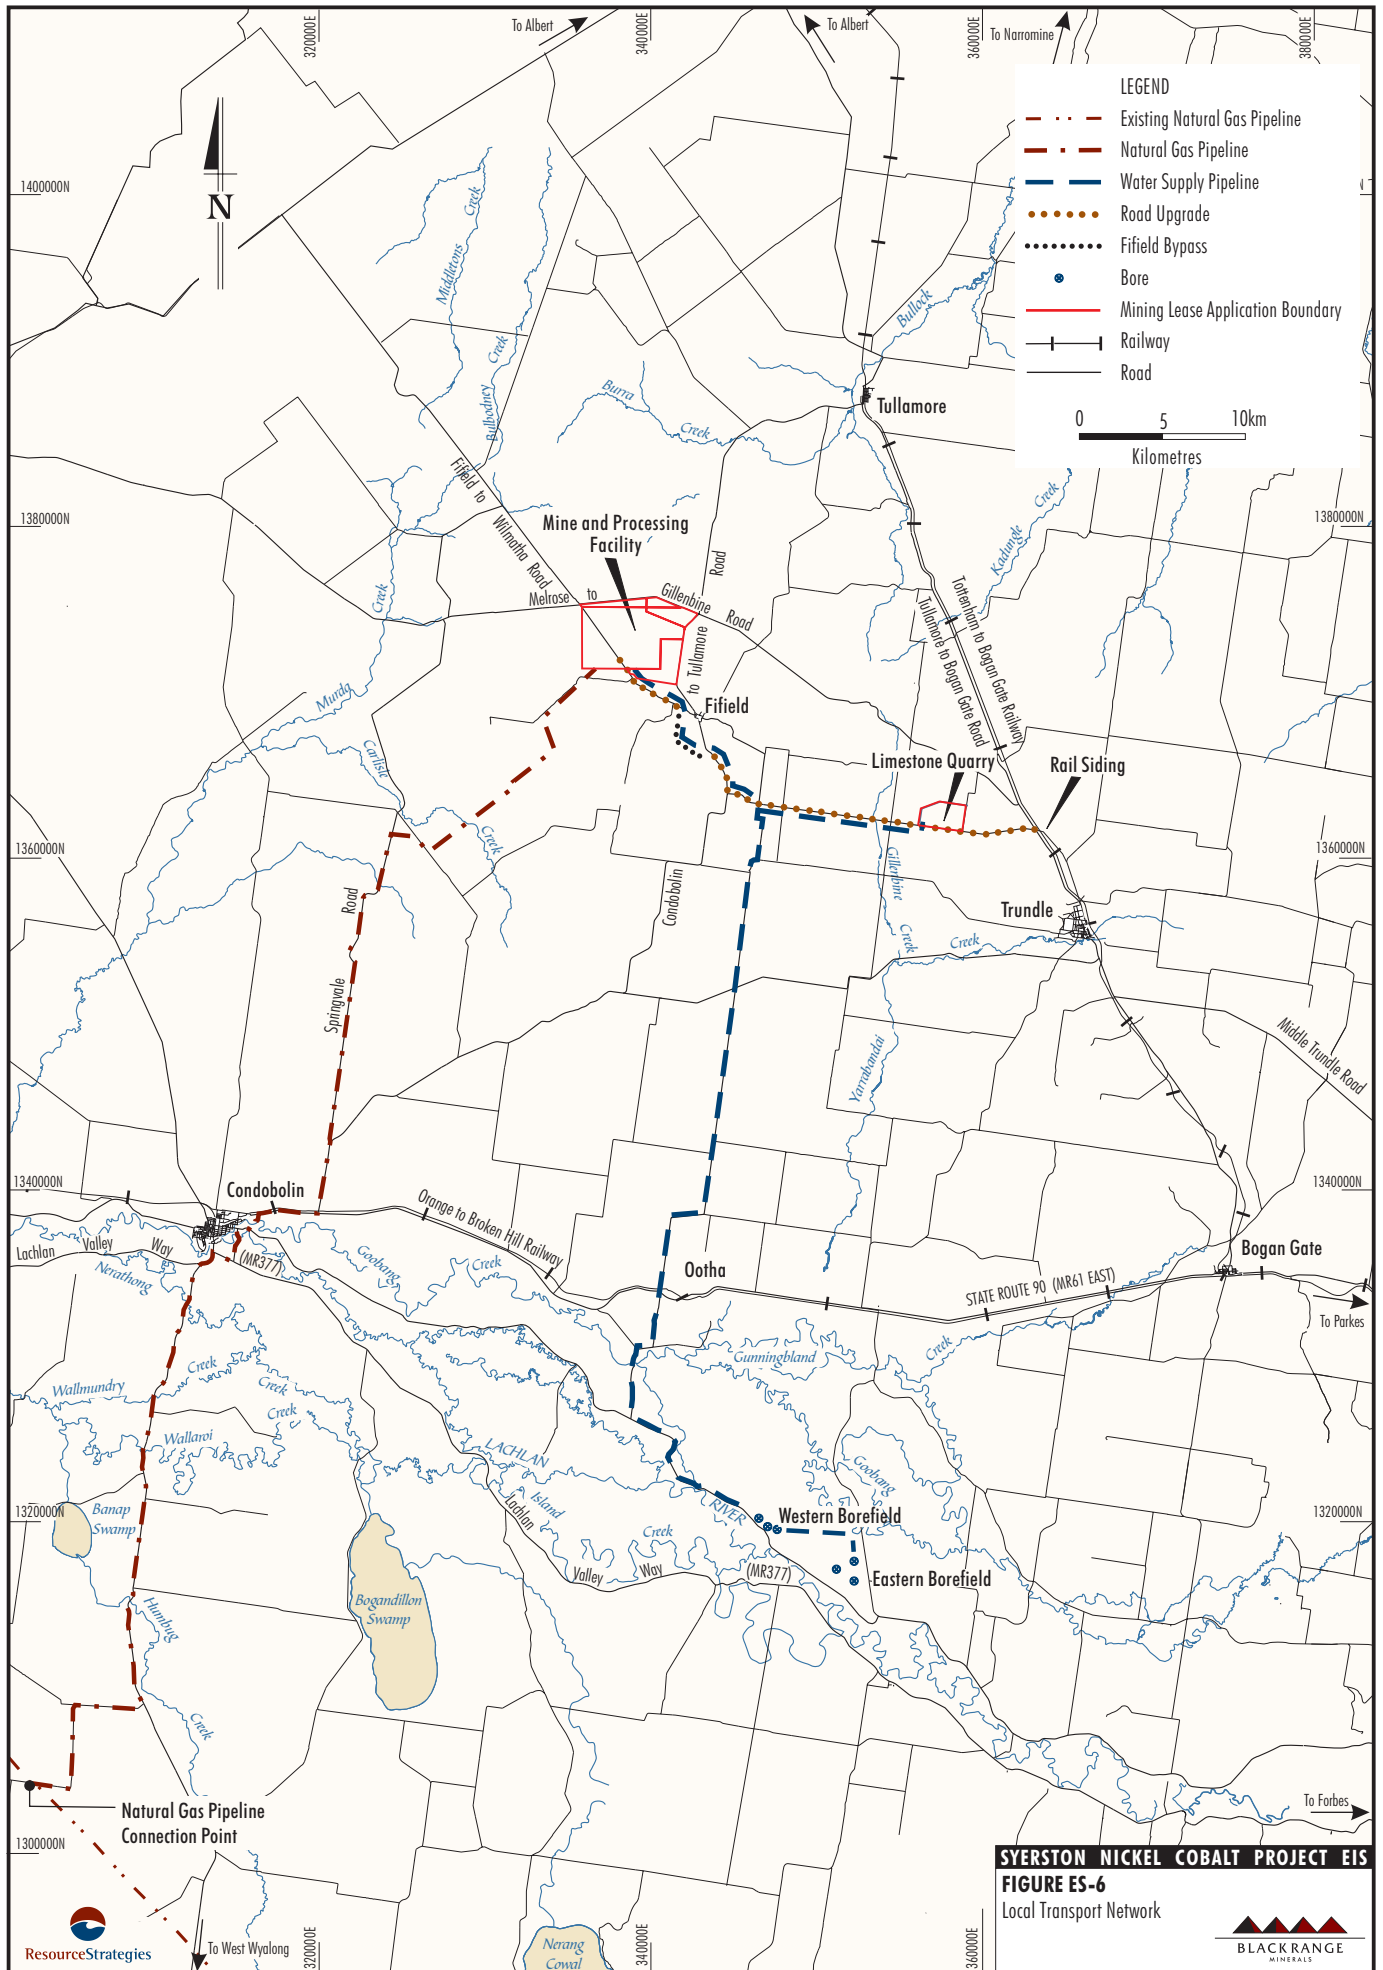 To Albert
To Albert
To Narromine
320000E
340000E
360000E
380000E
LEGEND
Existing Natural Gas Pipeline
Natural Gas Pipeline
Water Supply Pipeline
Road Upgrade
Fifield Bypass
Bore
Mining Lease Application Boundary
Railway
Road
0 5 10km
Kilometres
1400000N
N
N
Middletons
Creek
Bulbodney
Creek
Burra
Creek
Bullock
Tullamore
Fifield to
Wilmatha Road
Mine and Processing
Facility
1380000N
1380000N
Kadungle
Creek
Road
Melrose to
Gillenbine
Road
to Tullamore
Creek
Tottenham to Bogan Gate Railway
Tullamore to Bogan Gate Road
Murda
Fifield
Carlisle
Creek
Limestone Quarry
Rail Siding
1360000N
1360000N
Road
Springvale
Condobolin
Gillenbine
Creek
Creek
Trundle
Yarrabandai
Middle Trundle Road
1340000N
1340000N
Condobolin
Orange to Broken Hill Railway
Lachlan
Valley
Way
(MR377)
Nerathong
Goobang
Creek
Ootha
Bogan Gate
STATE ROUTE 90 (MR61 EAST)
To Parkes
Creek
Gunningbland
Creek
Wallmundry
Creek
Creek
Wallaroi
LACHLAN
RIVER
Goobang
Island
Creek
Lachlan
Valley
Way
(MR377)
Western Borefield
Eastern Borefield
1320000N
1320000N
Banap
Swamp
Bogandillon
Swamp
Humbug
Creek
Natural Gas Pipeline
Connection Point
To Forbes
1300000N
ResourceStrategies
To West Wyalong
320000E
340000E
360000E
Nerang
Cowal
SYERSTON NICKEL COBALT PROJECT EIS
FIGURE ES-6
Local Transport Network
BLACK RANGE
MINERALS